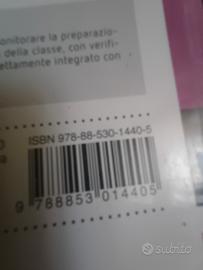 onitorare la preparazio-
della classe, con verifi-
ettamente integrato con
ISBN 978-88-530-1440-5
9 788853 014405
subito